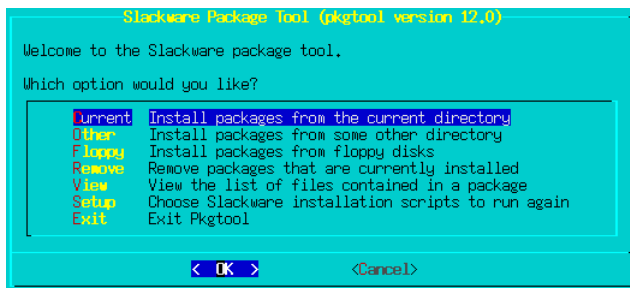 Slackware Package Tool (pkgtool version 12.0)
Welcome to the Slackware package tool.
Which option would you like?
Current Install packages from the current directory
Other Install packages from some other directory
Floppy Install packages from floppy disks
Remove Remove packages that are currently installed
View View the list of files contained in a package
Setup Choose Slackware installation scripts to run again
Exit Exit Pkgtool
< OK > <Cancel>